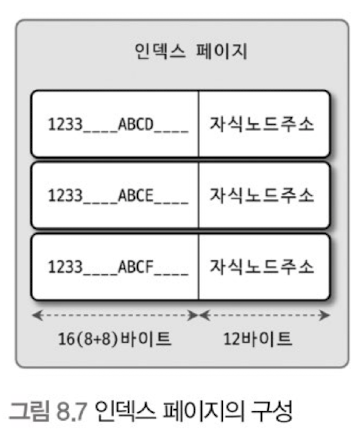 인덱스 페이지
1233____ABCD____ 자식노드주소
1233____ABCE____ 자식노드주소
1233____ABCF____ 자식노드주소
16(8+8)바이트 12바이트
그림 8.7 인덱스 페이지의 구성